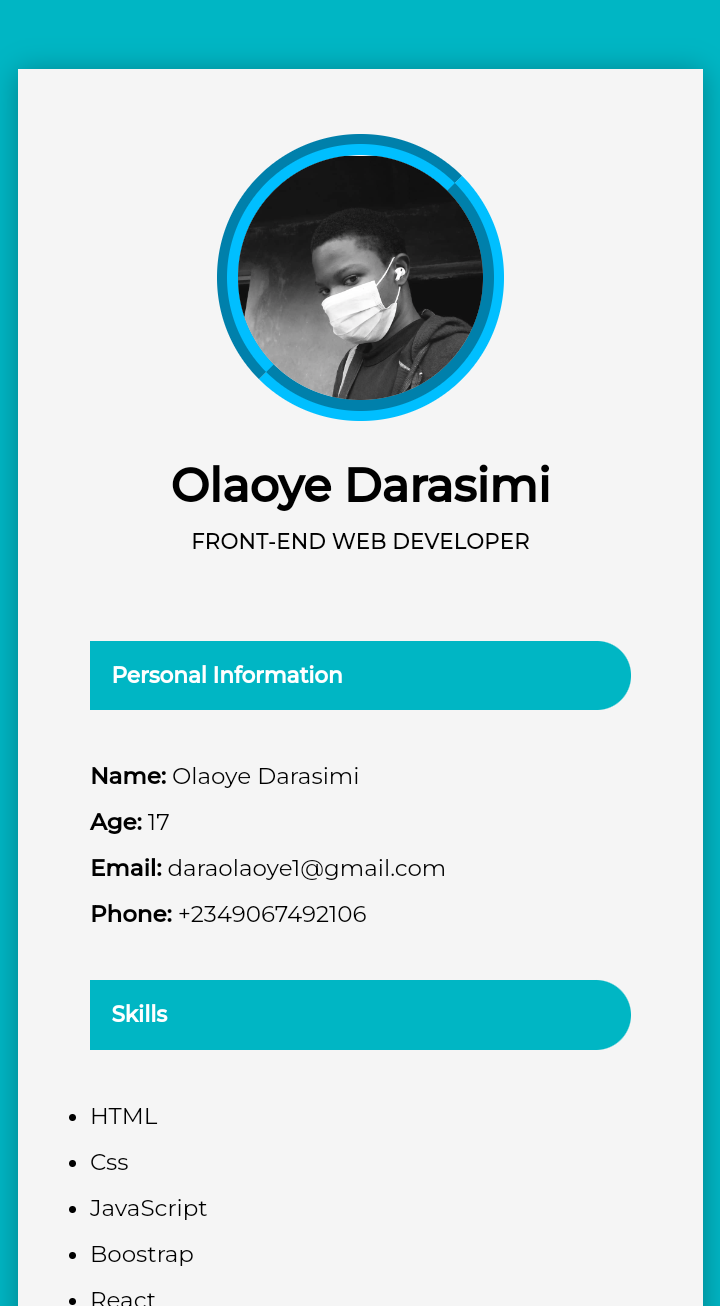 Olaoye Darasimi
FRONT-END WEB DEVELOPER
Personal Information
Name: Olaoye Darasimi
Age: 17
Email: daraolaoye1@gmail.com
Phone: +2349067492106
Skills
• HTML
• Css
• JavaScript
• Boostrap
• React